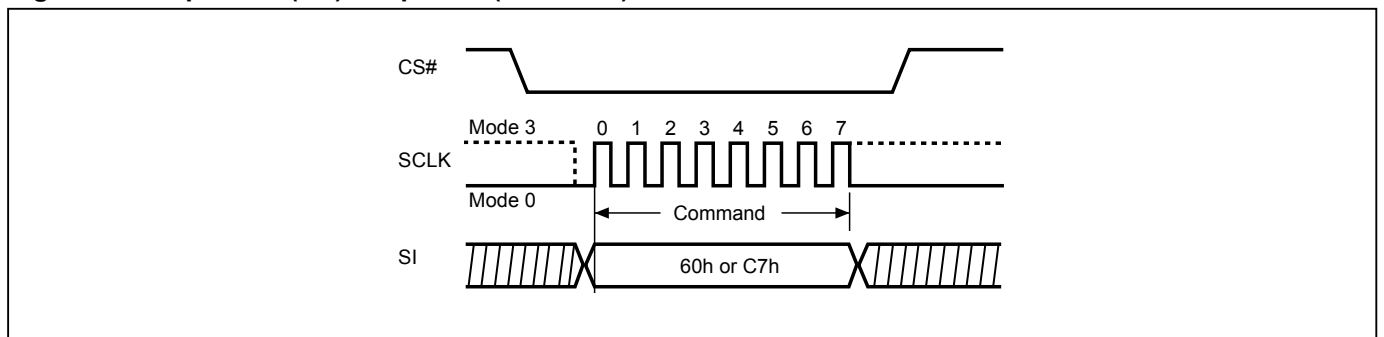 CS#
Mode 3
0 1 2 3 4 5 6 7
SCLK
Mode 0
Command
SI
60h or C7h